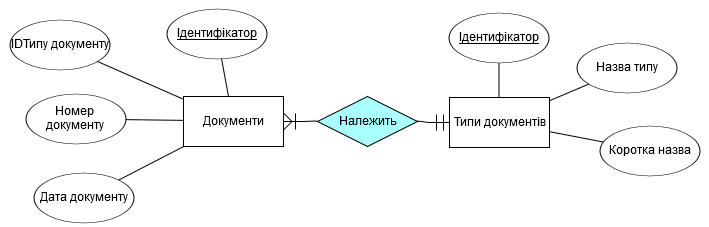 Ідентифікатор
IDТипу документу
Номер
документу
Дата документу
Документи
Належить
Ідентифікатор
Назва типу
Типи документів
Коротка назва